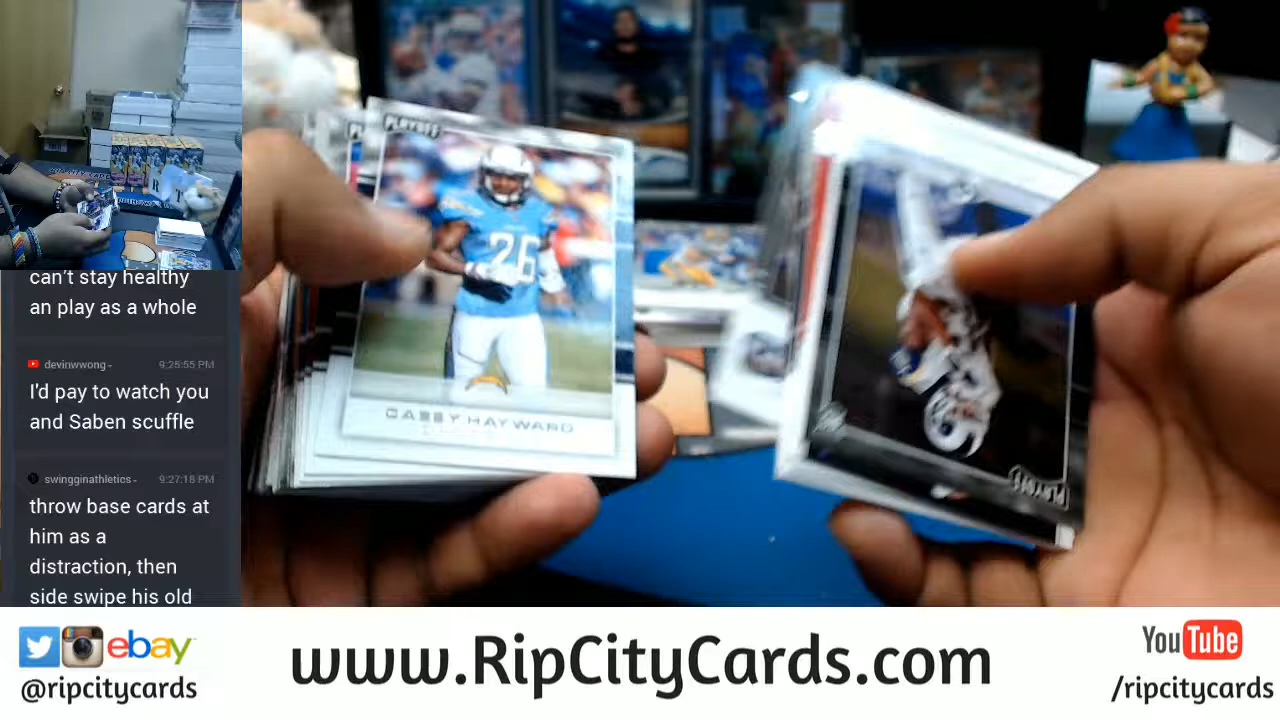 can't stay healthy
an play as a whole
devinwwong-
9:25:55 PM
I'd pay to watch you
and Saben scuffle
swingginathletics-
9:27:18 PM
throw base cards at
him as a
distraction, then
side swipe his old
PLAYOFF
26
CASEY HAYWARD
PLAYOFF
ebay
@ripcitycards
www.RipCityCards.com
YouTube
/ripcitycards